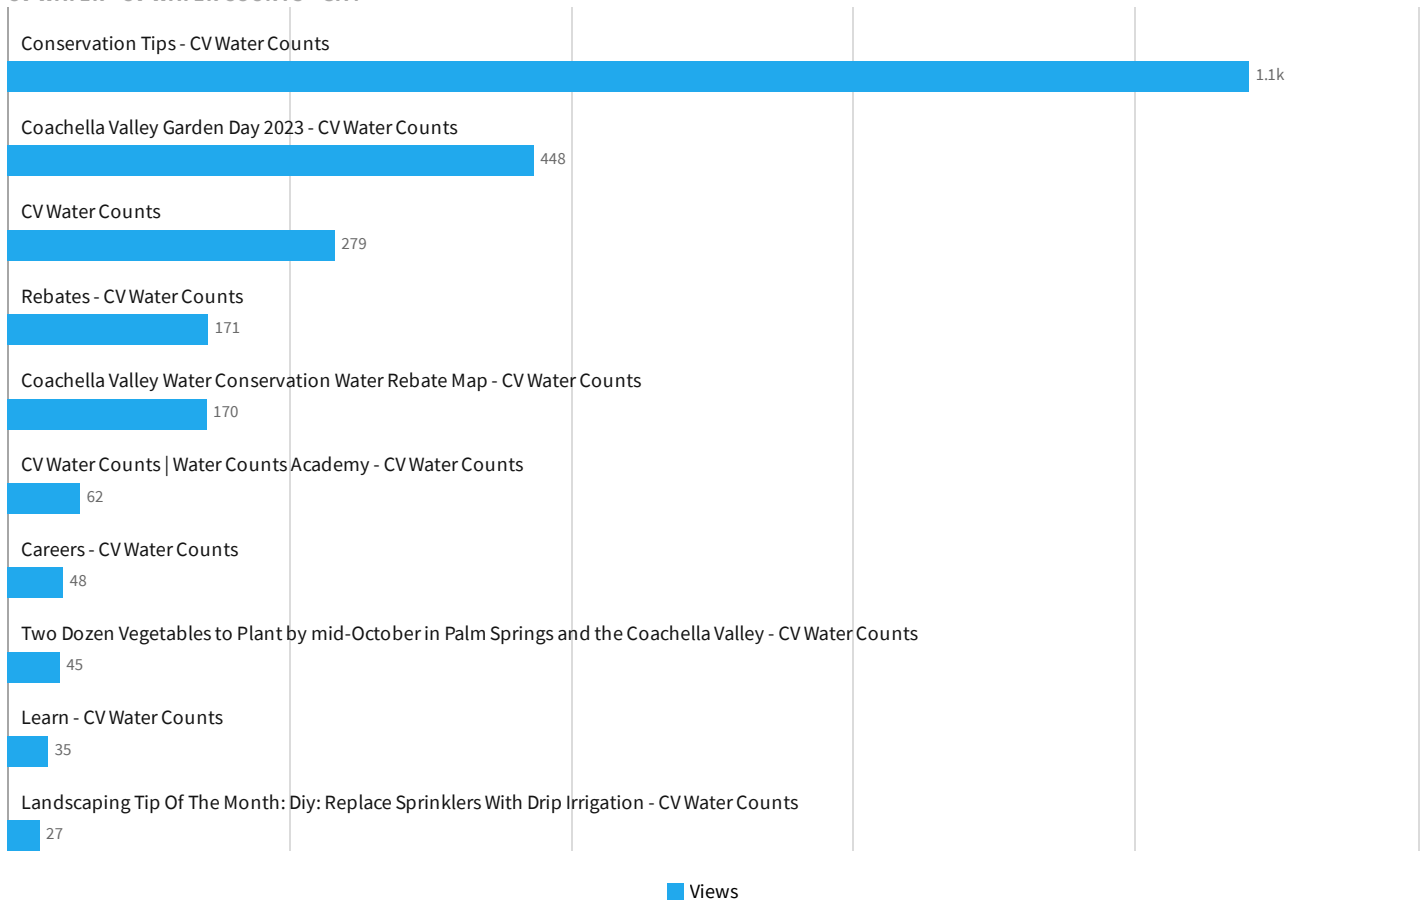 Conservation Tips - CV Water Counts
1.1k
Coachella Valley Garden Day 2023 - CV Water Counts
448
CV Water Counts
279
Rebates - CV Water Counts
171
Coachella Valley Water Conservation Water Rebate Map - CV Water Counts
170
CV Water Counts | Water Counts Academy - CV Water Counts
62
Careers - CV Water Counts
48
Two Dozen Vegetables to Plant by mid-October in Palm Springs and the Coachella Valley - CV Water Counts
45
Learn - CV Water Counts
35
Landscaping Tip Of The Month: Diy: Replace Sprinklers With Drip Irrigation - CV Water Counts
27
Views